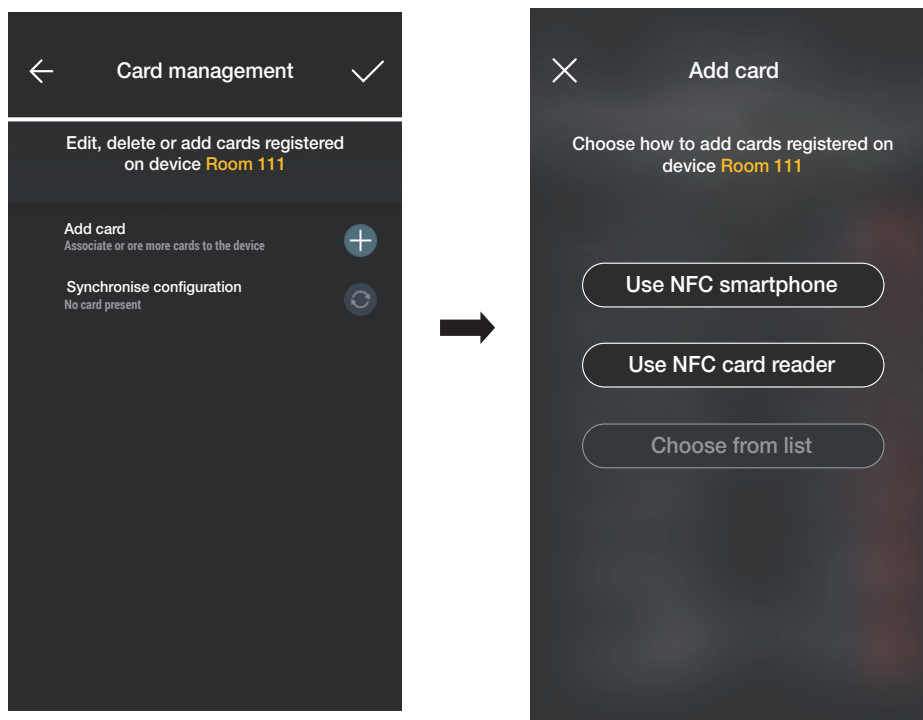 Card management
Edit, delete or add cards registered
on device Room 111
Add card
Associate or ore more cards to the device
Synchronise configuration
No card present
Add card
Choose how to add cards registered on
device Room 111
Use NFC smartphone
Use NFC card reader
Choose from list